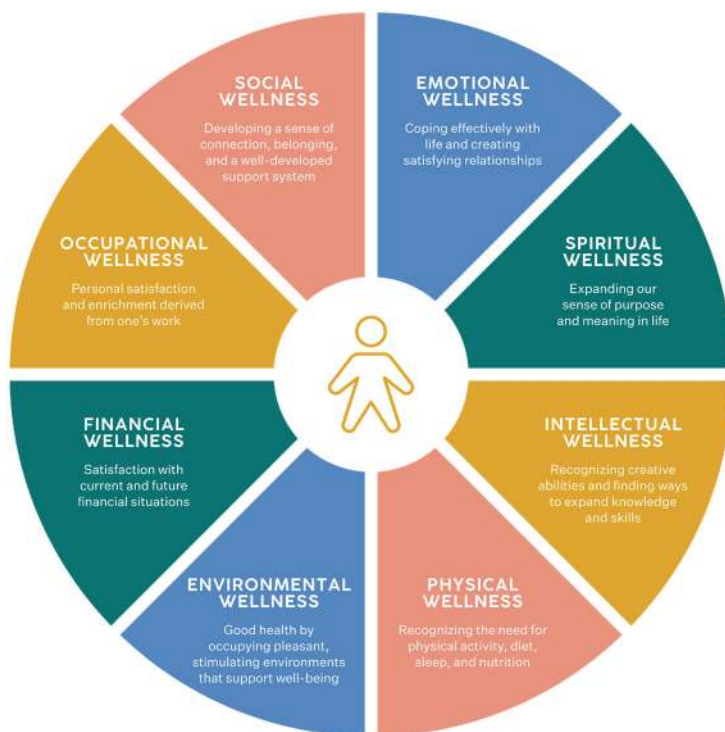 SOCIAL
WELLNESS
Developing a sense of
connection, belonging,
and a well-developed
support system
EMOTIONAL
WELLNESS
Coping effectively with
life and creating
satisfying relationships
SPIRITUAL
WELLNESS
Expanding our
sense of purpose
and meaning in life
INTELLECTUAL
WELLNESS
Recognizing creative
abilities and finding ways
to expand knowledge
and skills
PHYSICAL
WELLNESS
Recognizing the need for
physical activity, diet,
sleep, and nutrition
ENVIRONMENTAL
WELLNESS
Good health by
occupying pleasant,
stimulating environments
that support well-being
FINANCIAL
WELLNESS
Satisfaction with
current and future
financial situations
OCCUPATIONAL
WELLNESS
Personal satisfaction
and enrichment derived
from one's work